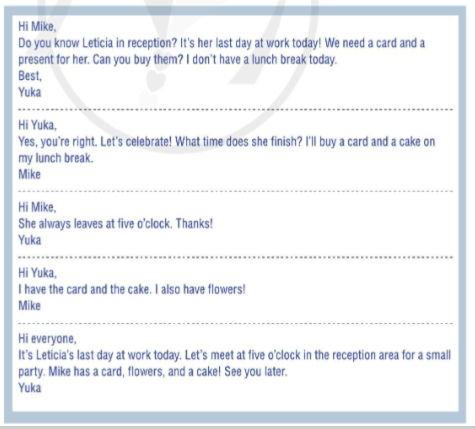 Hi Mike,
Do you know Leticia in reception? It's her last day at work today! We need a card and a
present for her. Can you buy them? I don't have a lunch break today.
Best,
Yuka
Hi Yuka,
Yes, you're right. Let's celebrate! What time does she finish? I'll buy a card and a cake on
my lunch break.
Mike
Hi Mike,
She always leaves at five o'clock. Thanks!
Yuka
Hi Yuka,
I have the card and the cake. I also have flowers!
Mike
Hi everyone,
It's Leticia's last day at work today. Let's meet at five o'clock in the reception area for a small
party. Mike has a card, flowers, and a cake! See you later.
Yuka